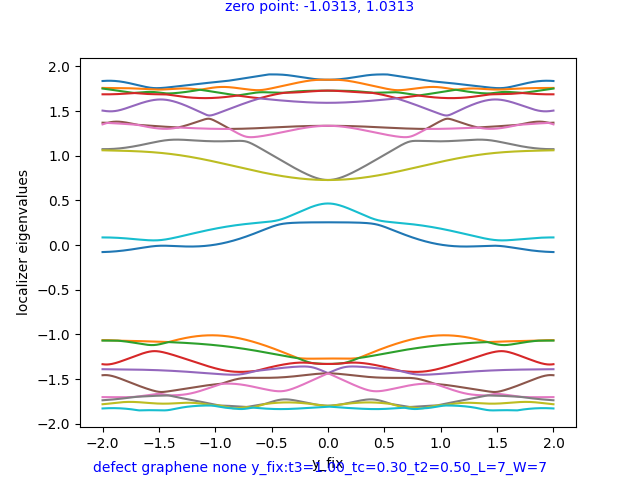 zero point: -1.0313, 1.0313
localizer eigenvalues
2.0
1.5
1.0
0.5
0.0
−0.5
−1.0
−1.5
−2.0
−2.0 −1.5 −1.0 −0.5 0.0 0.5 1.0 1.5 2.0
y_fix
defect graphene none y_fix:t3=1.00_tc=0.30_t2=0.50_L=7_W=7